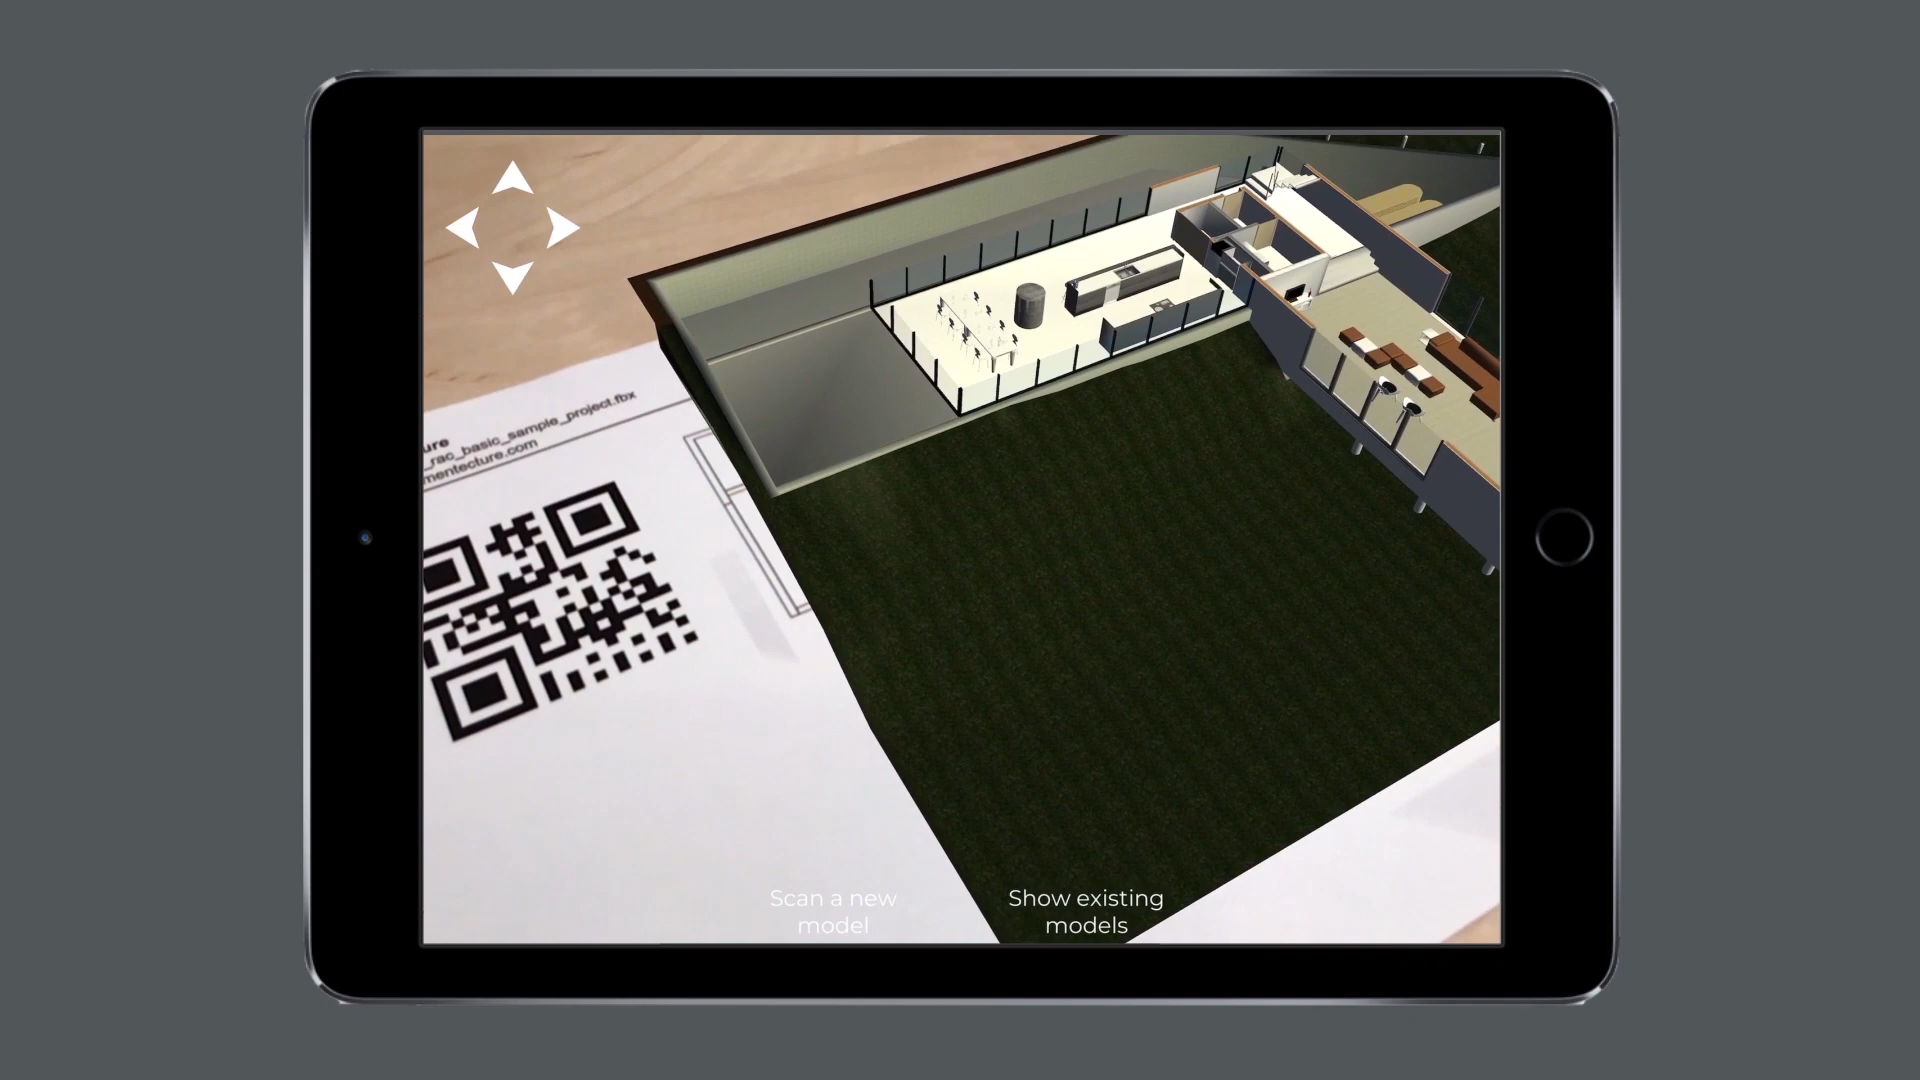 ure
_rac_basic_sample_project.fbx
mentecture.com
Scan a new
model
Show existing
models